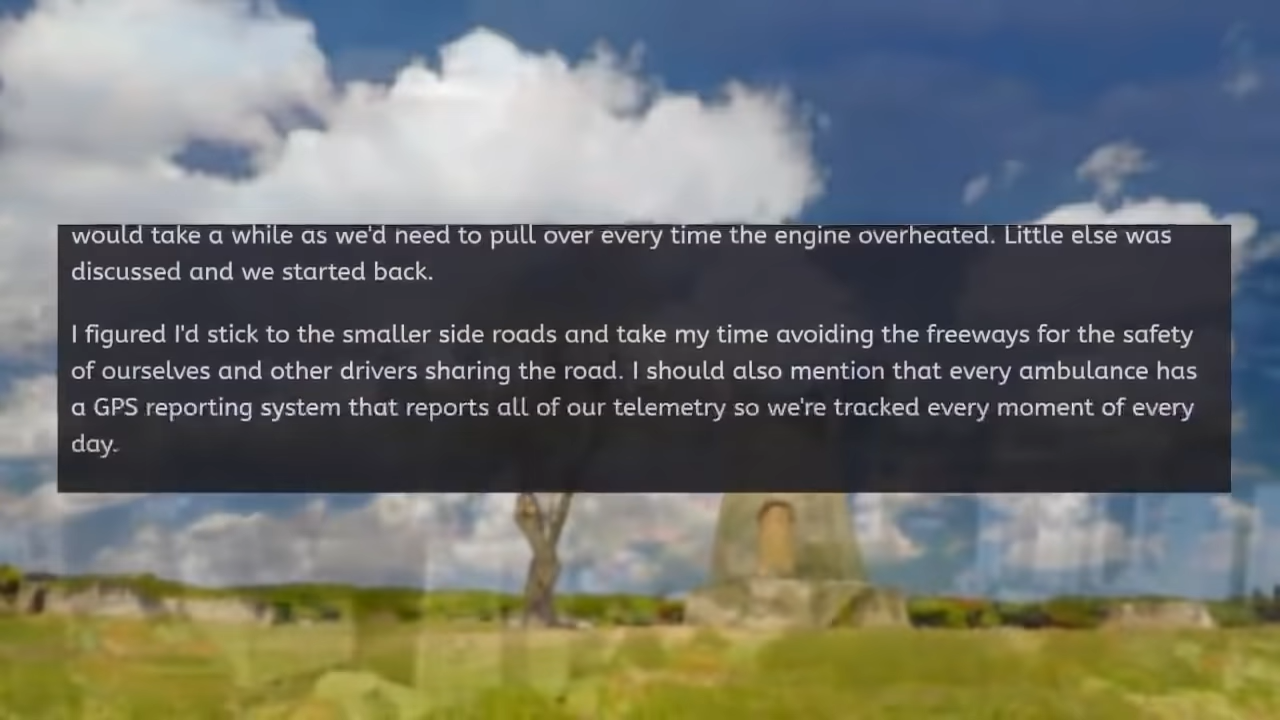 would take a while as we'd need to pull over every time the engine overheated. Little else was
discussed and we started back.
I figured I'd stick to the smaller side roads and take my time avoiding the freeways for the safety
of ourselves and other drivers sharing the road. I should also mention that every ambulance has
a GPS reporting system that reports all of our telemetry so we're tracked every moment of every
day.